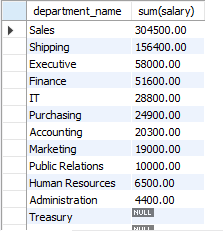 department_name sum(salary)
Sales 304500.00
Shipping 156400.00
Executive 58000.00
Finance 51600.00
IT 28800.00
Purchasing 24900.00
Accounting 20300.00
Marketing 19000.00
Public Relations 10000.00
Human Resources 6500.00
Administration 4400.00
Treasury NULL
NULL